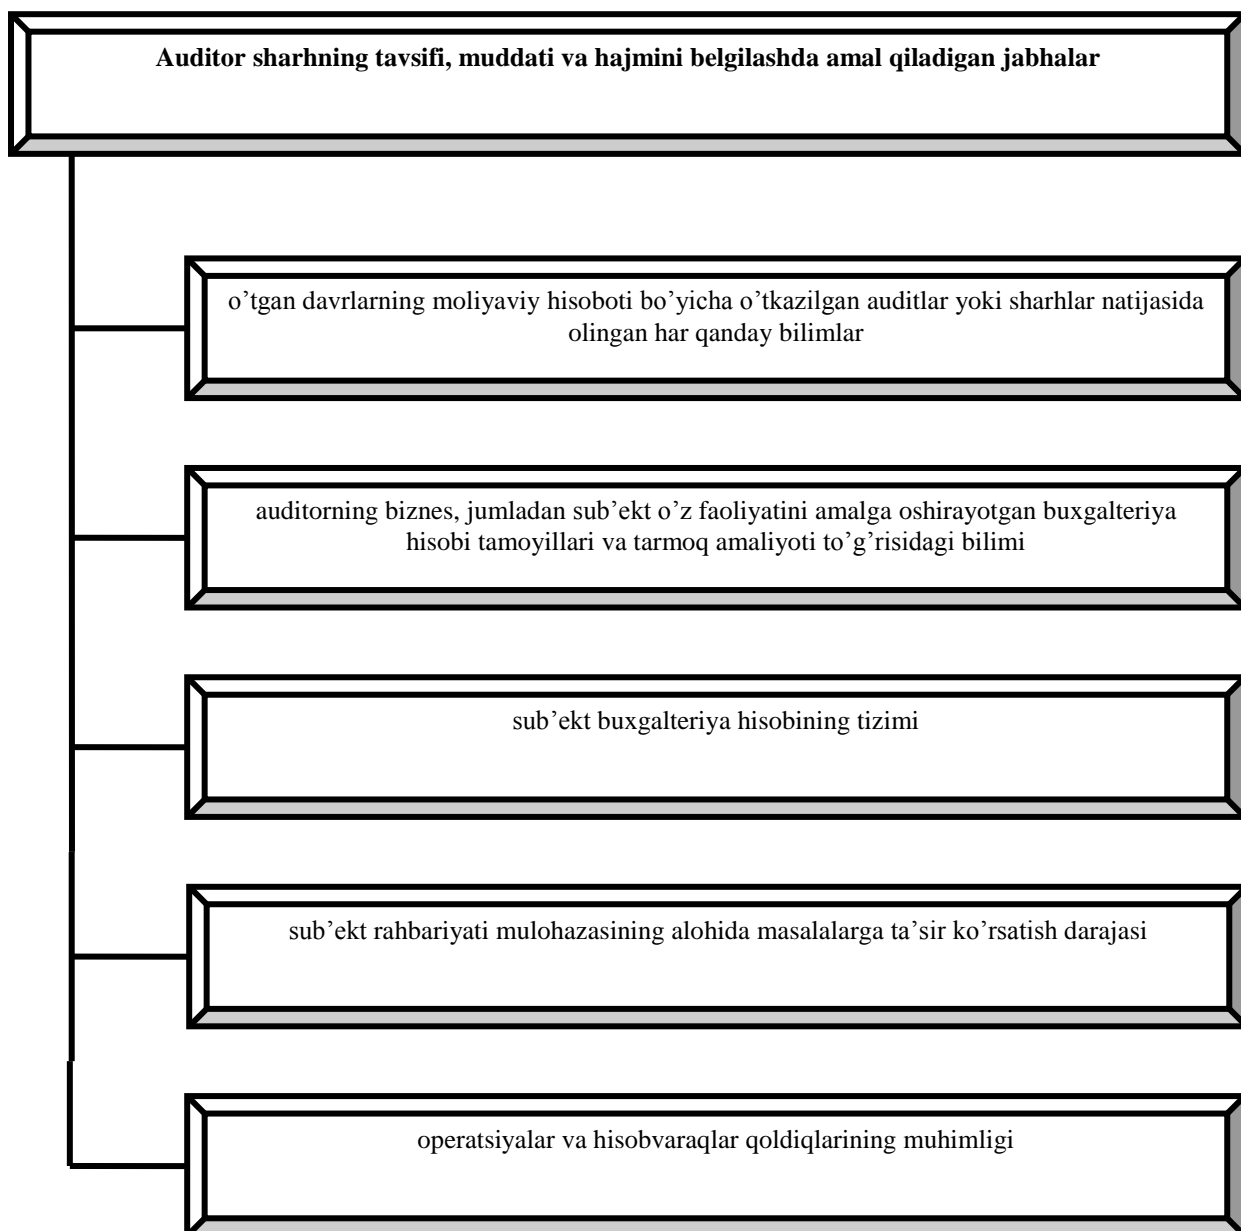 Auditor sharhning tavsifi, muddati va hajmini belgilashda amal qiladigan jabhalar
o’tgan davrlarning moliyaviy hisoboti bo’yicha o’tkazilgan auditlar yoki sharhlar natijasida
olingan har qanday bilimlar
auditorning biznes, jumladan sub’ekt o’z faoliyatini amalga oshirayotgan buxgalteriya
hisobi tamoyillari va tarmoq amaliyoti to’g’risidagi bilimi
sub’ekt buxgalteriya hisobining tizimi
sub’ekt rahbariyati mulohazasining alohida masalalarga ta’sir ko’rsatish darajasi
operatsiyalar va hisobvaraqlar qoldiqlarining muhimligi